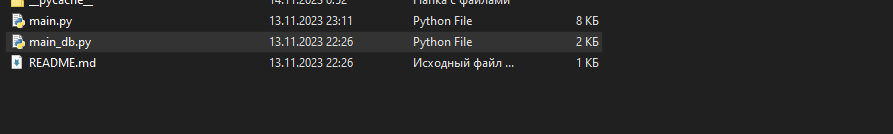 __pycache__ 14.11.2023 0:52 Папка с файлами
main.py 13.11.2023 23:11 Python File 8 КБ
main_db.py 13.11.2023 22:26 Python File 2 КБ
README.md 13.11.2023 22:26 Исходный файл ... 1 КБ